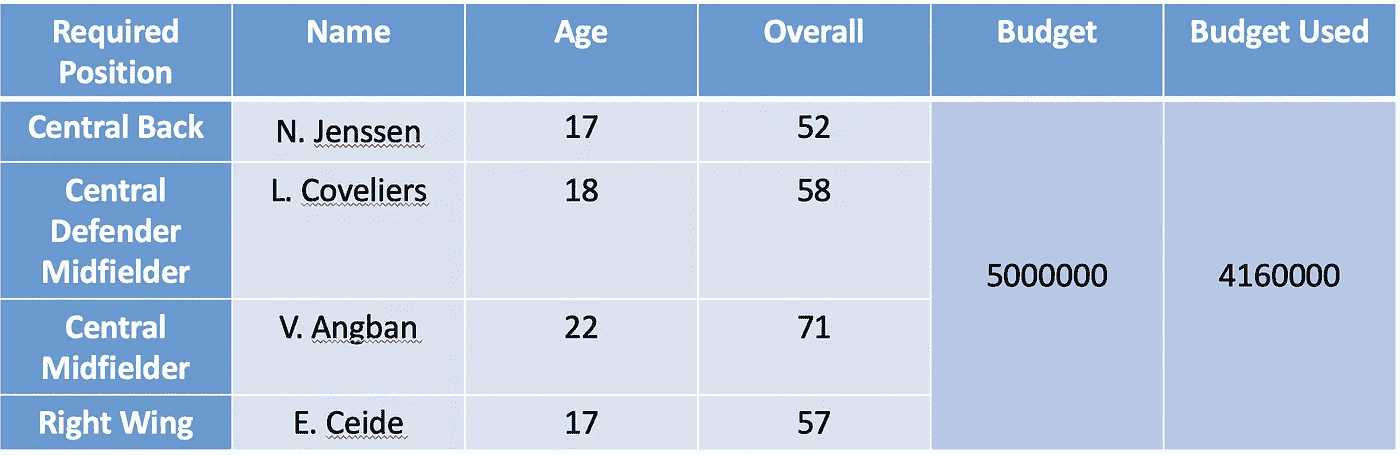 Required Position Name Age Overall Budget Budget Used
Central Back N. Jenssen 17 52
Central Defender Midfielder L. Coveliers 18 58
5000000 4160000
Central Midfielder V. Angban 22 71
Right Wing E. Ceide 17 57